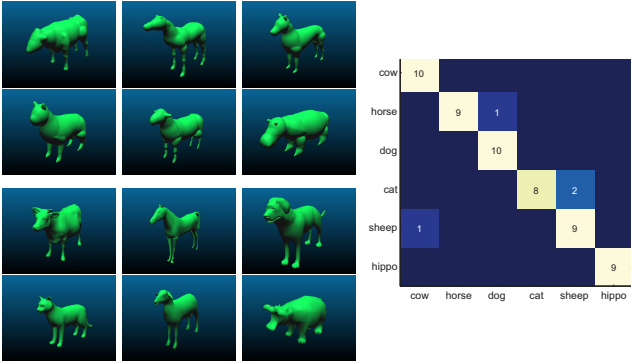 cow 10
horse 9 1
dog 10
cat 8 2
sheep 1 9
hippo 9
cow horse dog cat sheep hippo